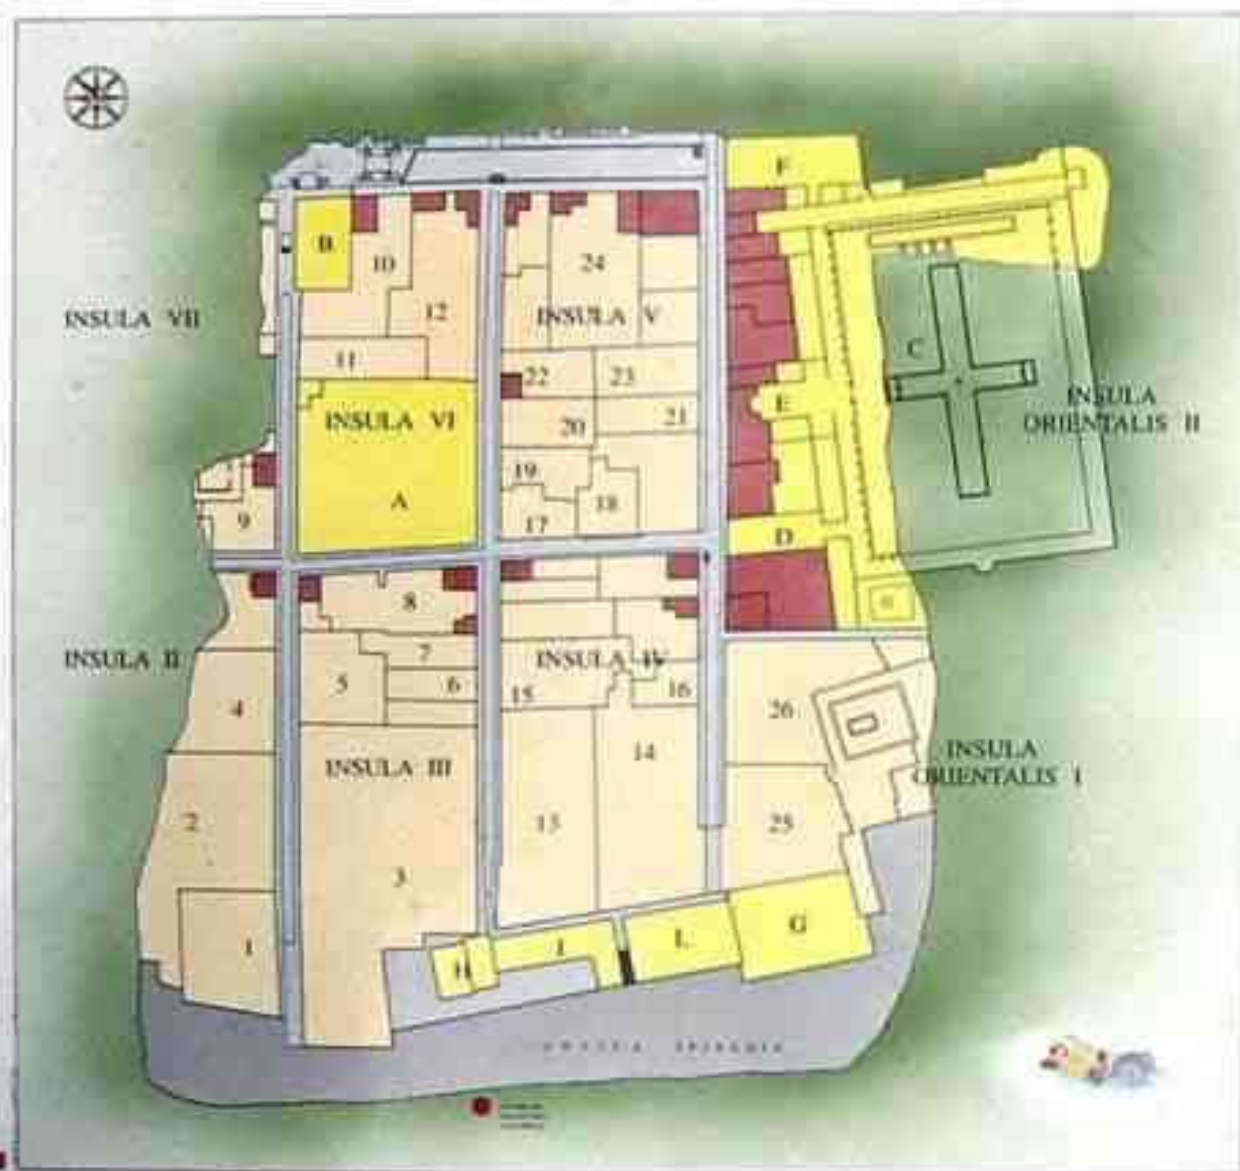 F
B
24
10
12
INSULA VII
INSULA V
C
11
22
23
E
INSULA
ORIENTALIS II
INSULA VI
20
21
A
19
18
9
17
D
8
7
INSULA II
INSULA IV
5
6
15
16
4
26
14
INSULA
ORIENTALIS I
INSULA III
2
13
25
3
1
H
I
L
G